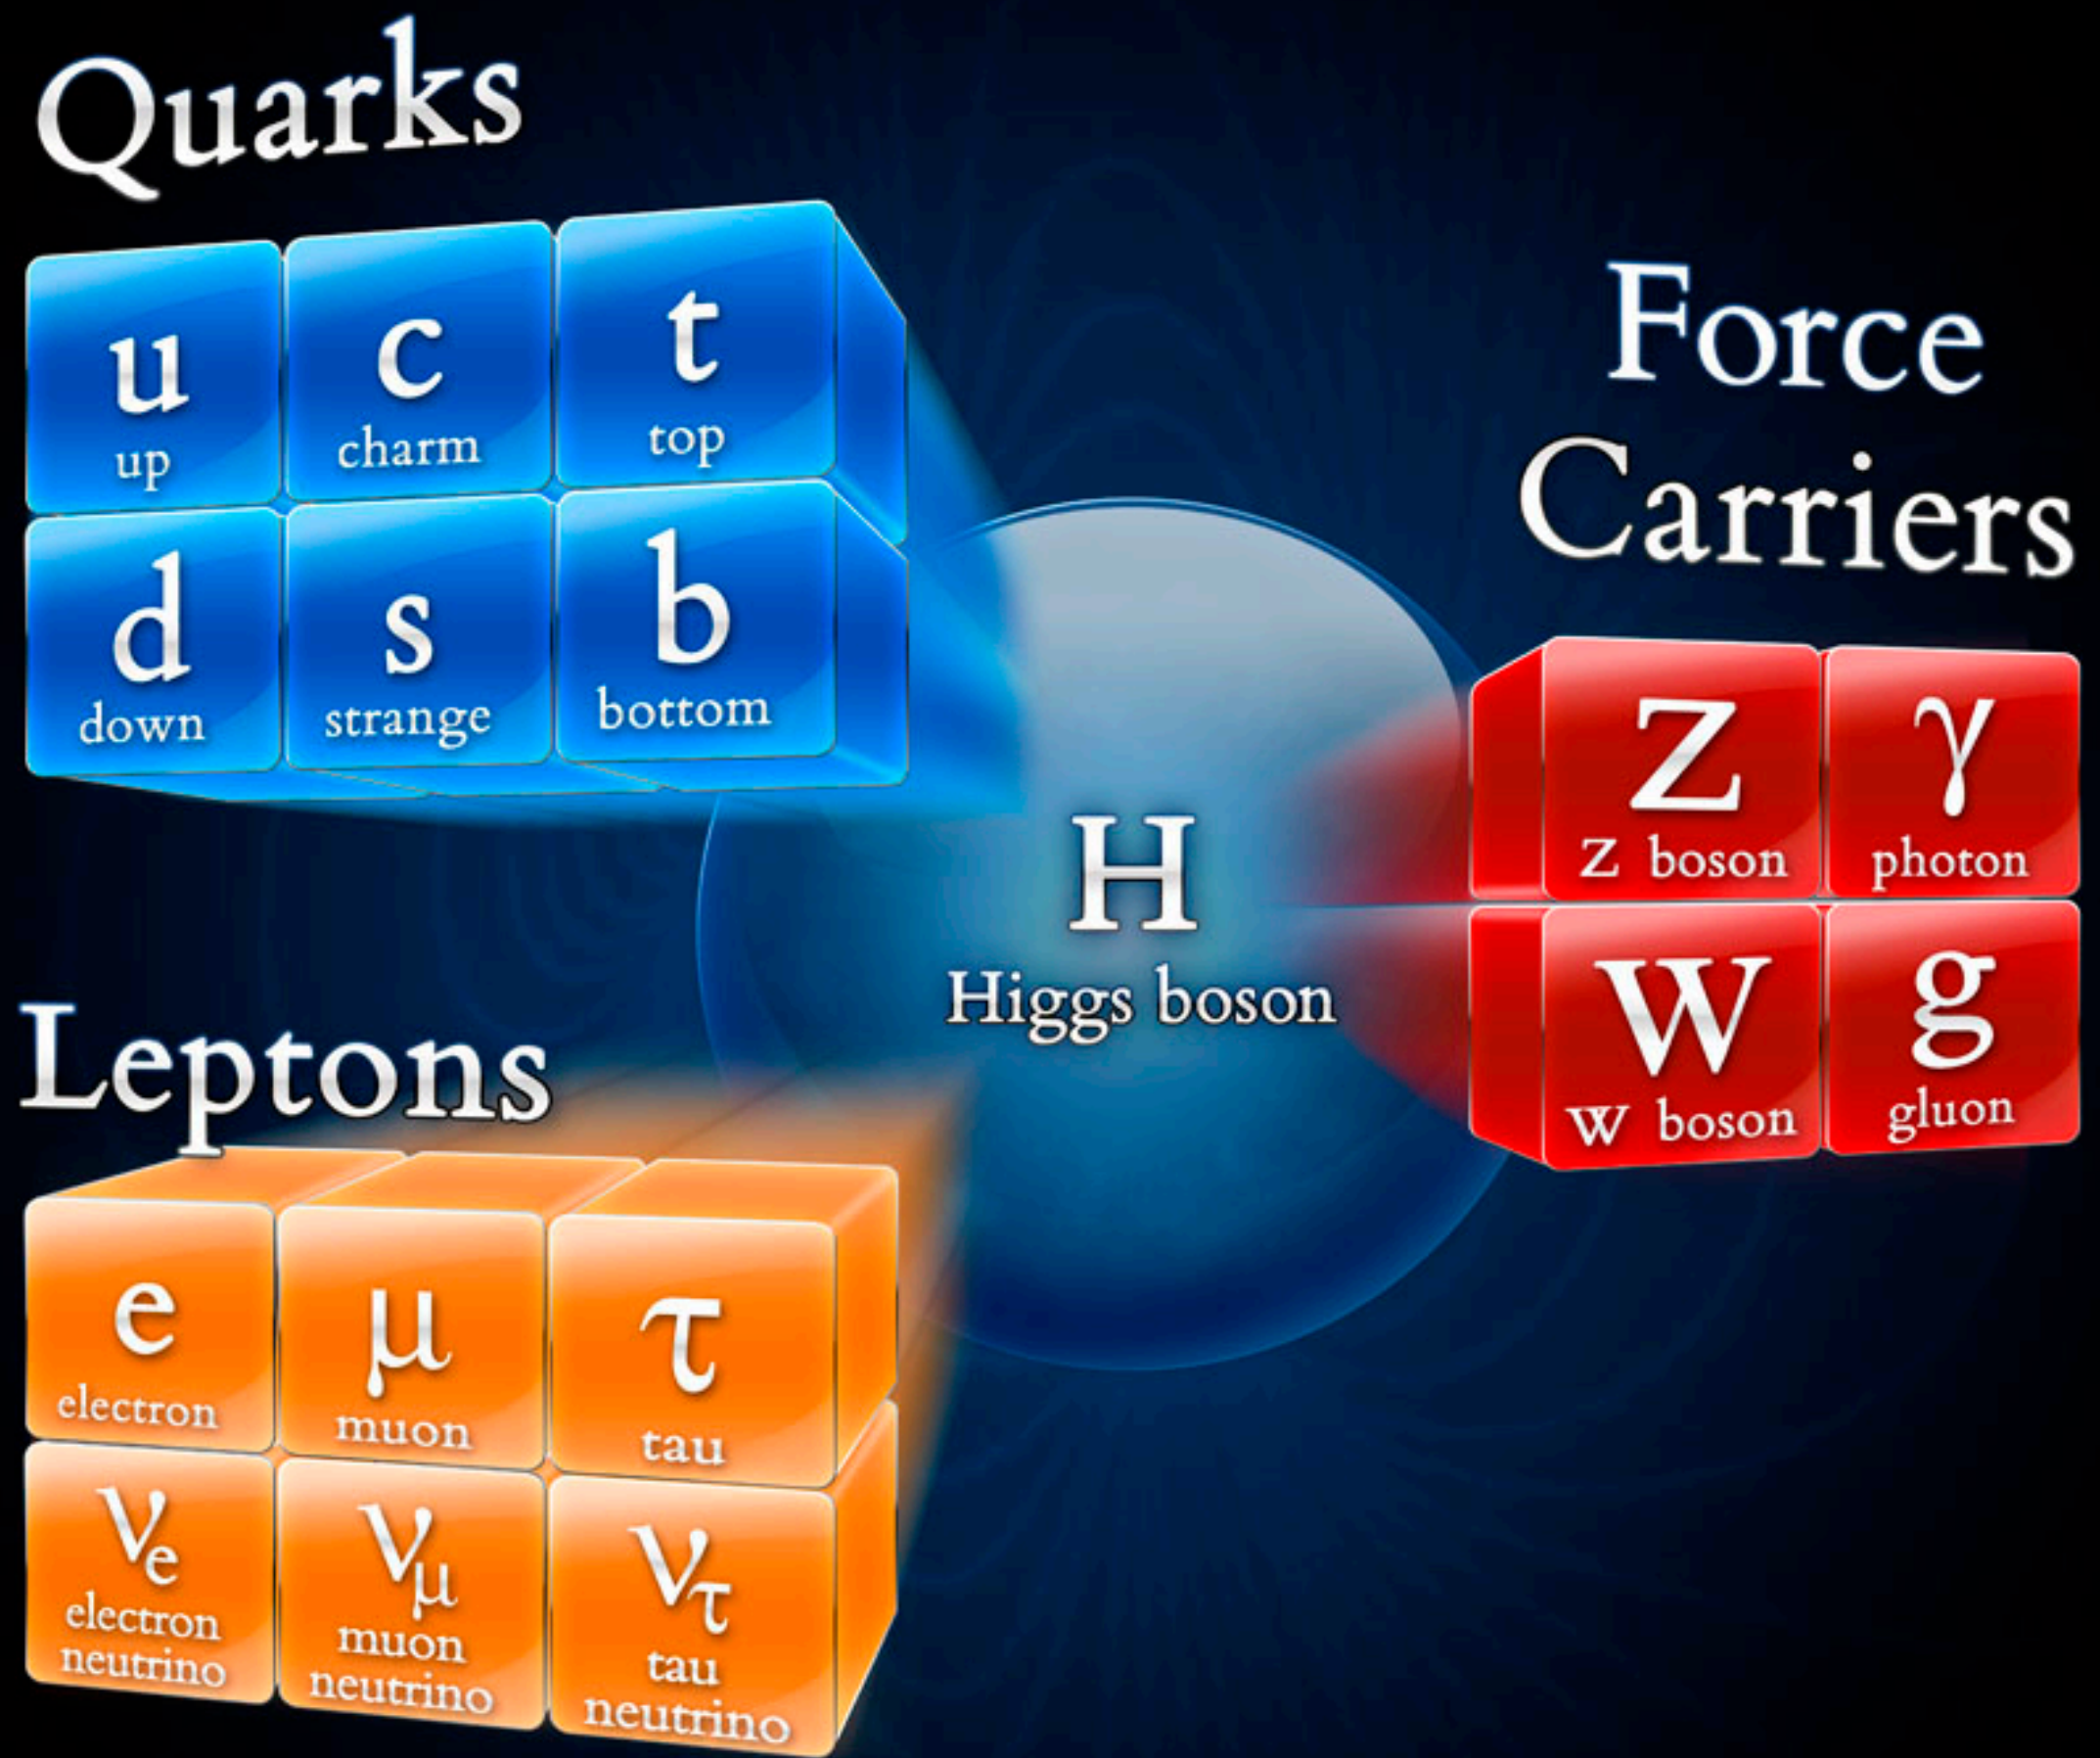 Quarks
u
up
c
charm
t
top
d
down
s
strange
b
bottom
Force
Carriers
Z
Z boson
γ
photon
W
W boson
g
gluon
H
Higgs boson
Leptons
e
electron
μ
muon
τ
tau
νe
electron
neutrino
νμ
muon
neutrino
ντ
tau
neutrino